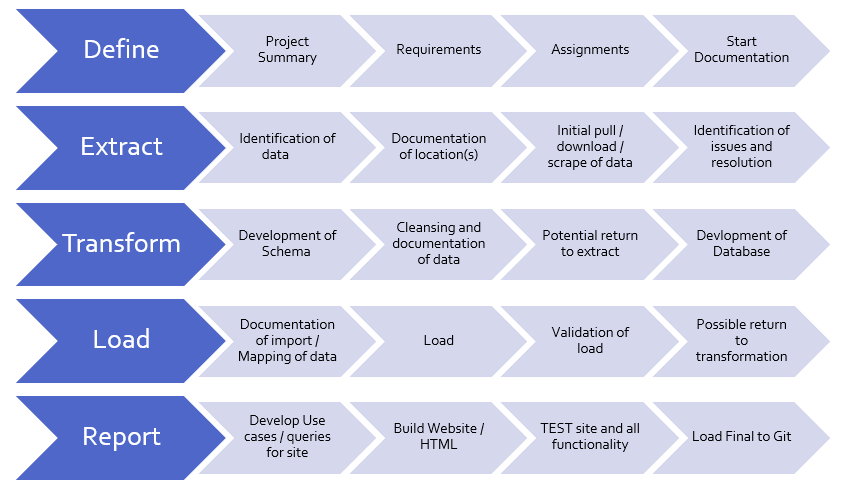 Define
Project
Summary
Requirements
Assignments
Start
Documentation
Extract
Identification of
data
Documentation
of location(s)
Initial pull /
download /
scrape of data
Identification of
issues and
resolution
Transform
Development of
Schema
Cleansing and
documentation
of data
Potential return
to extract
Devlopment of
Database
Load
Documentation
of import /
Mapping of data
Load
Validation of
load
Possible return
to
transformation
Report
Develop Use
cases / queries
for site
Build Website /
HTML
TEST site and all
functionality
Load Final to Git